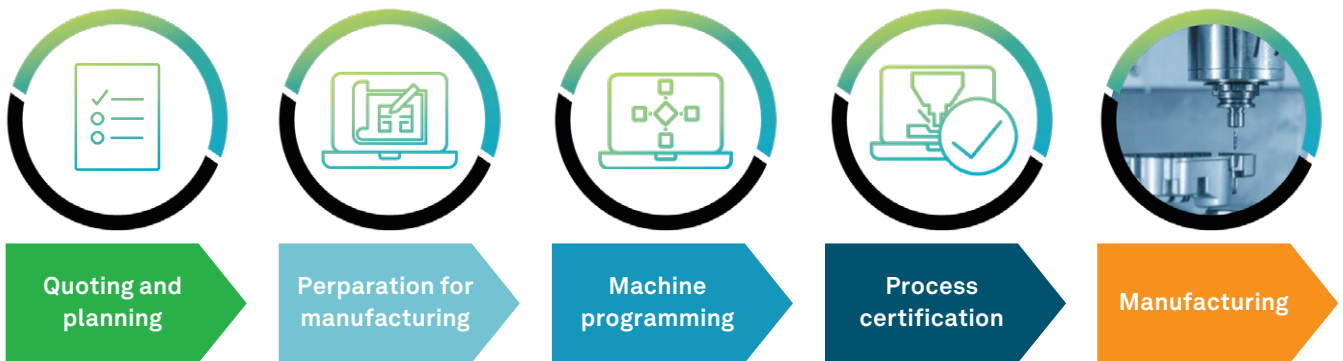 Quoting and
planning
Perparation for
manufacturing
Machine
programming
Process
certification
Manufacturing